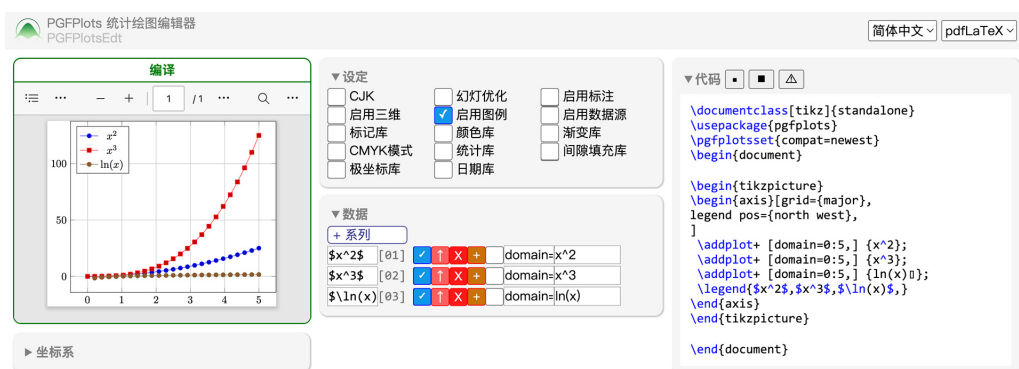 PGFPlots 统计绘图编辑器
PGFPlotsEdt
简体中文
pdfLaTeX
编译
1 /1
x²
x³
ln(x)
100
50
0
0 1 2 3 4 5
▶坐标系
▼设定
CJK 幻灯优化 启用标注
启用三维 启用图例 启用数据源
标记库 颜色库 渐变库
CMYK模式 统计库 间隙填充库
极坐标库 日期库
▼数据
+ 系列
$x^2$ [01] ✓ ↑ X + domain= x^2
$x^3$ [02] ✓ ↑ X + domain= x^3
$\ln(x) [03] ✓ ↑ X + domain= ln(x)
▼代码
\documentclass[tikz]{standalone}
\usepackage{pgfplots}
\pgfplotsset{compat=newest}
\begin{document}
\begin{tikzpicture}
\begin{axis}[grid={major},
legend pos={north west},
]
\addplot+ [domain=0:5,] {x^2};
\addplot+ [domain=0:5,] {x^3};
\addplot+ [domain=0:5,] {ln(x)▯};
\legend{$x^2$,$x^3$,$\ln(x)$,}
\end{axis}
\end{tikzpicture}
\end{document}